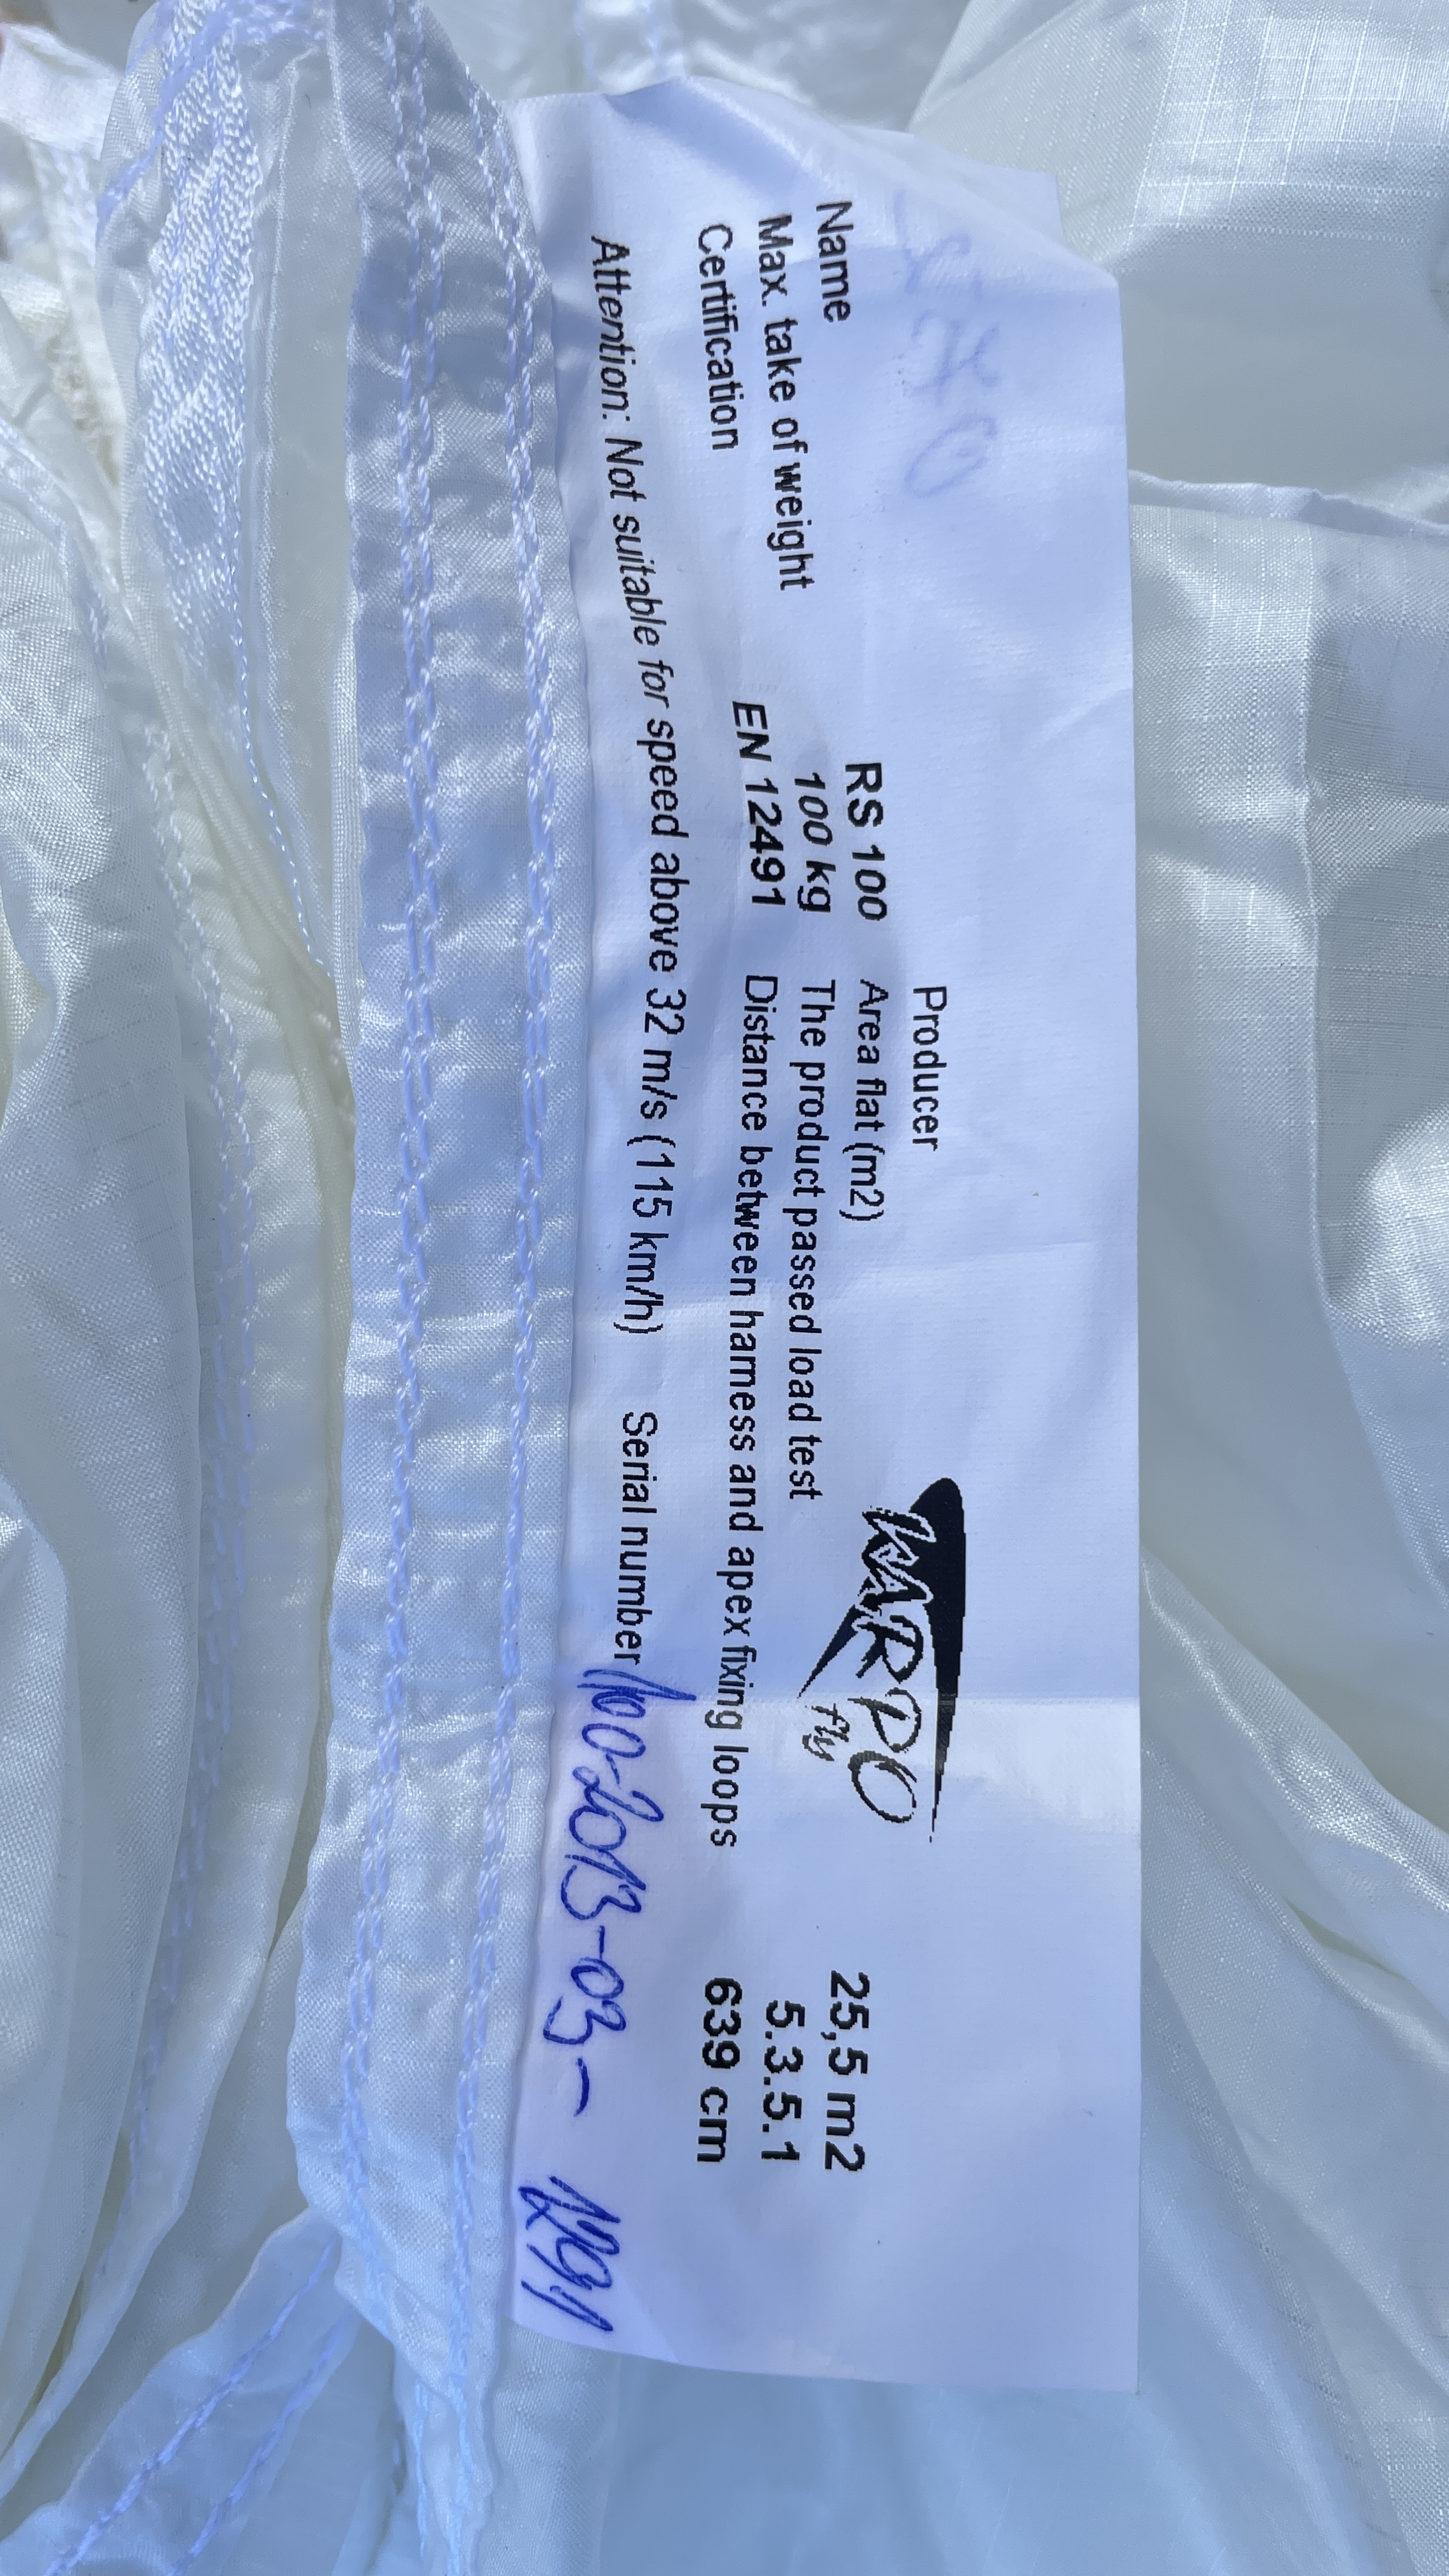 Producer KARPO fly
Name RS 100 Area flat (m2) 25,5 m2
Max. take of weight 100 kg The product passed load test 5.3.5.1
Certification EN 12491 Distance between harness and apex fixing loops 639 cm
Attention: Not suitable for speed above 32 m/s (115 km/h) Serial number 100-2013-03-